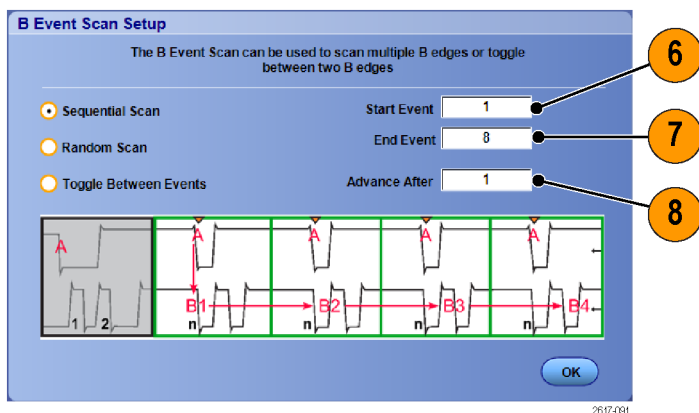 B Event Scan Setup
The B Event Scan can be used to scan multiple B edges or toggle
between two B edges
Sequential Scan
Random Scan
Toggle Between Events
Start Event 1
End Event 8
Advance After 1
6
7
8
A A A A A
B1 B2 B3 B4
1 2 n n n n
OK
2617-091